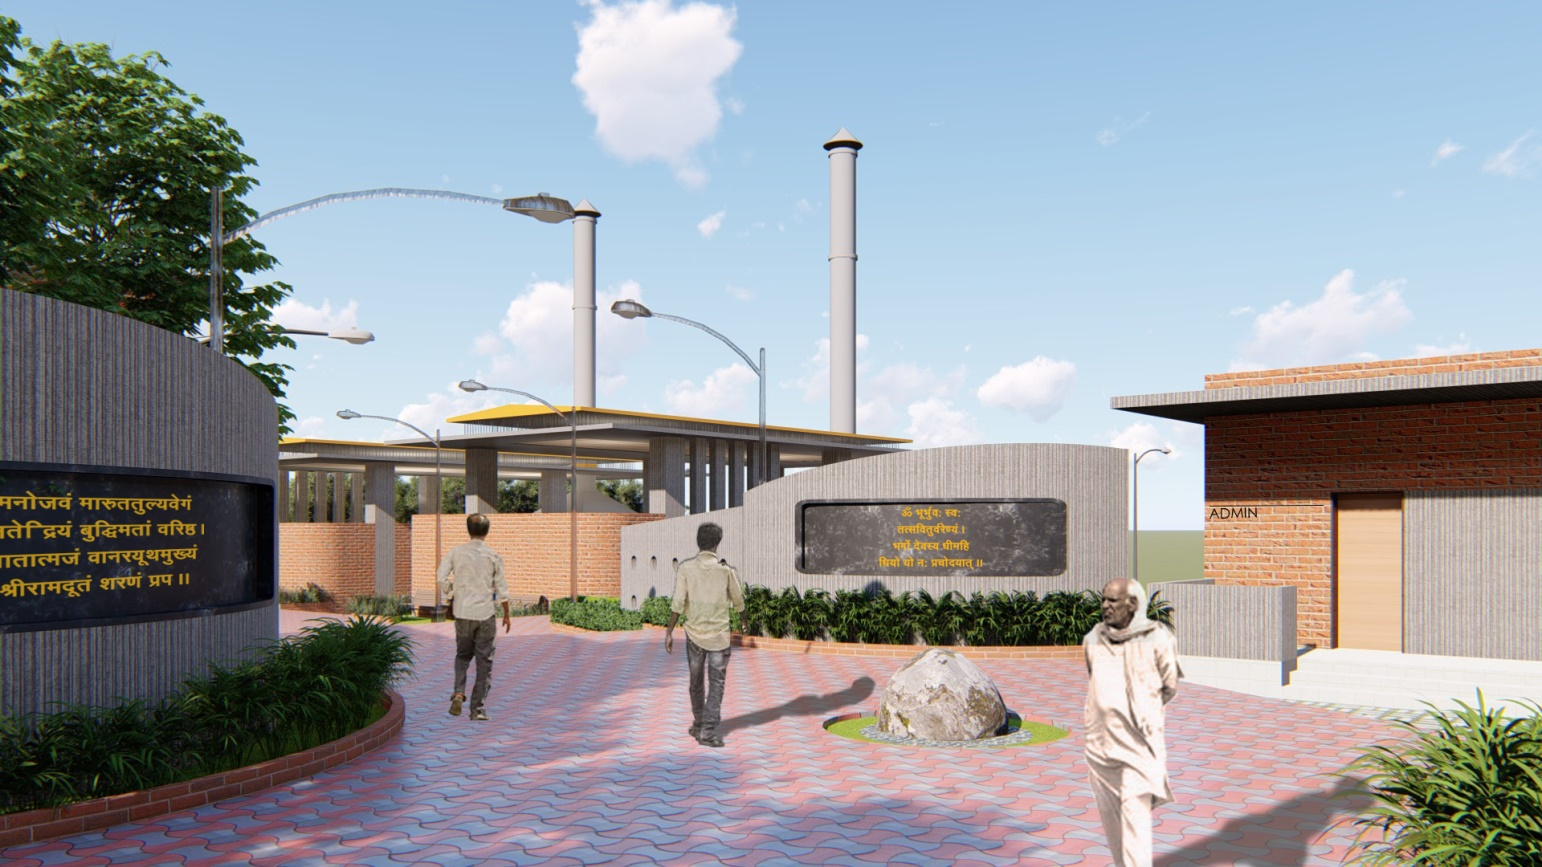 मनोजवं मारुततुल्यवेगं
बुद्धिमतां वरिष्ठ।
वानरयूथमुख्यं
श्रीरामदूतं शरणं प्रप॥
ॐ भूर्भुवः स्वः
तत्सवितुर्वरेण्यं।
भर्गो देवस्य धीमहि
धियो यो नः प्रचोदयात्॥
ADMIN